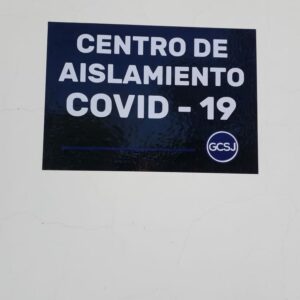 CENTRO DE
AISLAMIENTO
COVID - 19
GCSJ